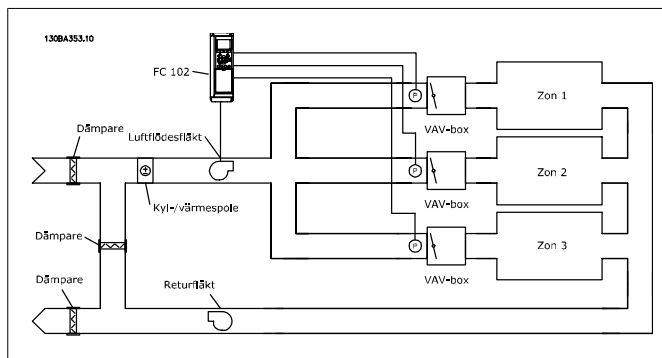 130BA353.10
FC 102
P
Zon 1
VAV-box
Dämpare
Luftflödesfläkt
P
Zon 2
VAV-box
Kyl-/värmespole
Dämpare
P
Zon 3
VAV-box
Dämpare
Returfläkt